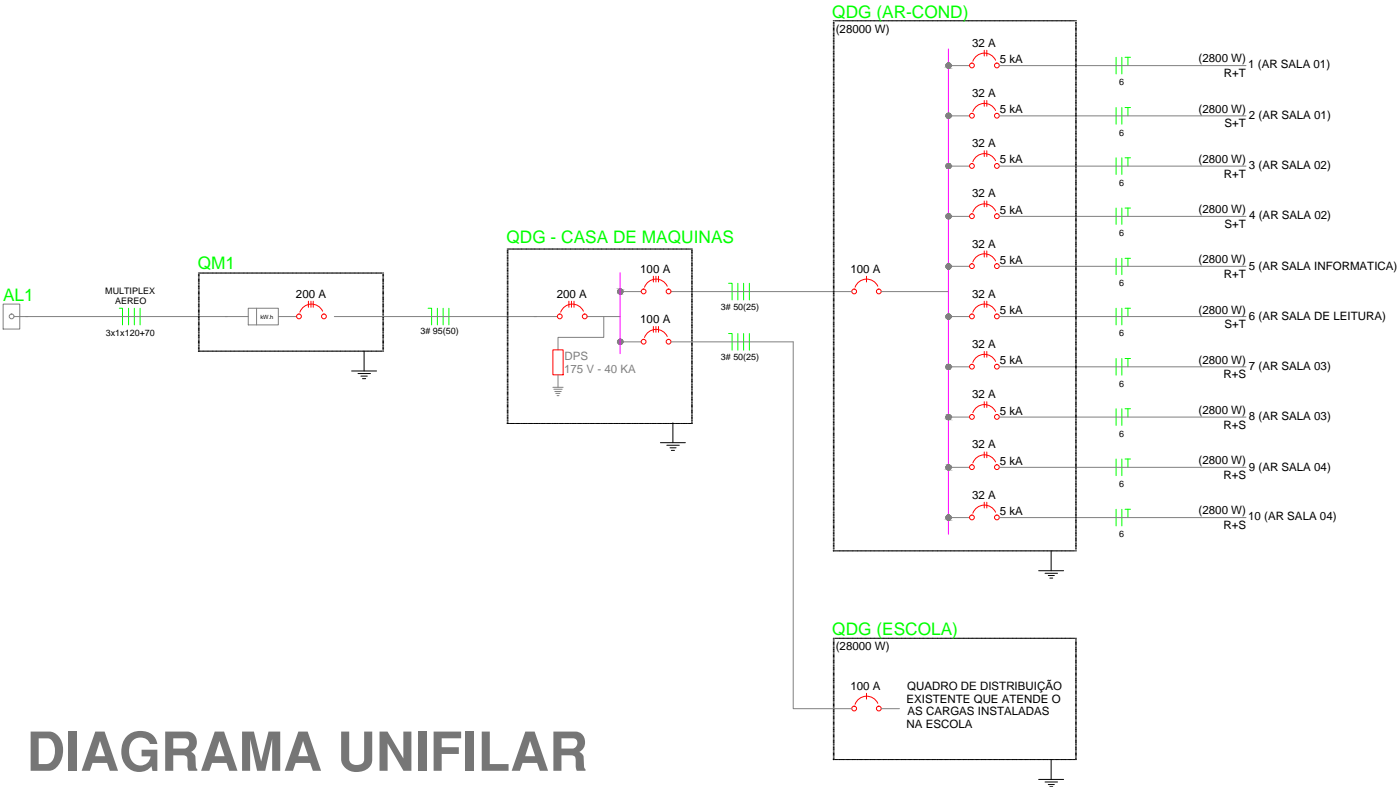 AL1
MULTIPLEX
AEREO
3x1x120+70
QM1
kW.h
200 A
3# 95(50)
QDG - CASA DE MAQUINAS
200 A
DPS
175 V - 40 KA
100 A
100 A
3# 50(25)
3# 50(25)
QDG (AR-COND)
(28000 W)
100 A
32 A
5 kA
6
(2800 W)
R+T
1 (AR SALA 01)
32 A
5 kA
6
(2800 W)
S+T
2 (AR SALA 01)
32 A
5 kA
6
(2800 W)
R+T
3 (AR SALA 02)
32 A
5 kA
6
(2800 W)
S+T
4 (AR SALA 02)
32 A
5 kA
6
(2800 W)
R+T
5 (AR SALA INFORMATICA)
32 A
5 kA
6
(2800 W)
S+T
6 (AR SALA DE LEITURA)
32 A
5 kA
6
(2800 W)
R+S
7 (AR SALA 03)
32 A
5 kA
6
(2800 W)
R+S
8 (AR SALA 03)
32 A
5 kA
6
(2800 W)
R+S
9 (AR SALA 04)
32 A
5 kA
6
(2800 W)
R+S
10 (AR SALA 04)
QDG (ESCOLA)
(28000 W)
100 A
QUADRO DE DISTRIBUIÇÃO
EXISTENTE QUE ATENDE O
AS CARGAS INSTALADAS
NA ESCOLA
DIAGRAMA UNIFILAR